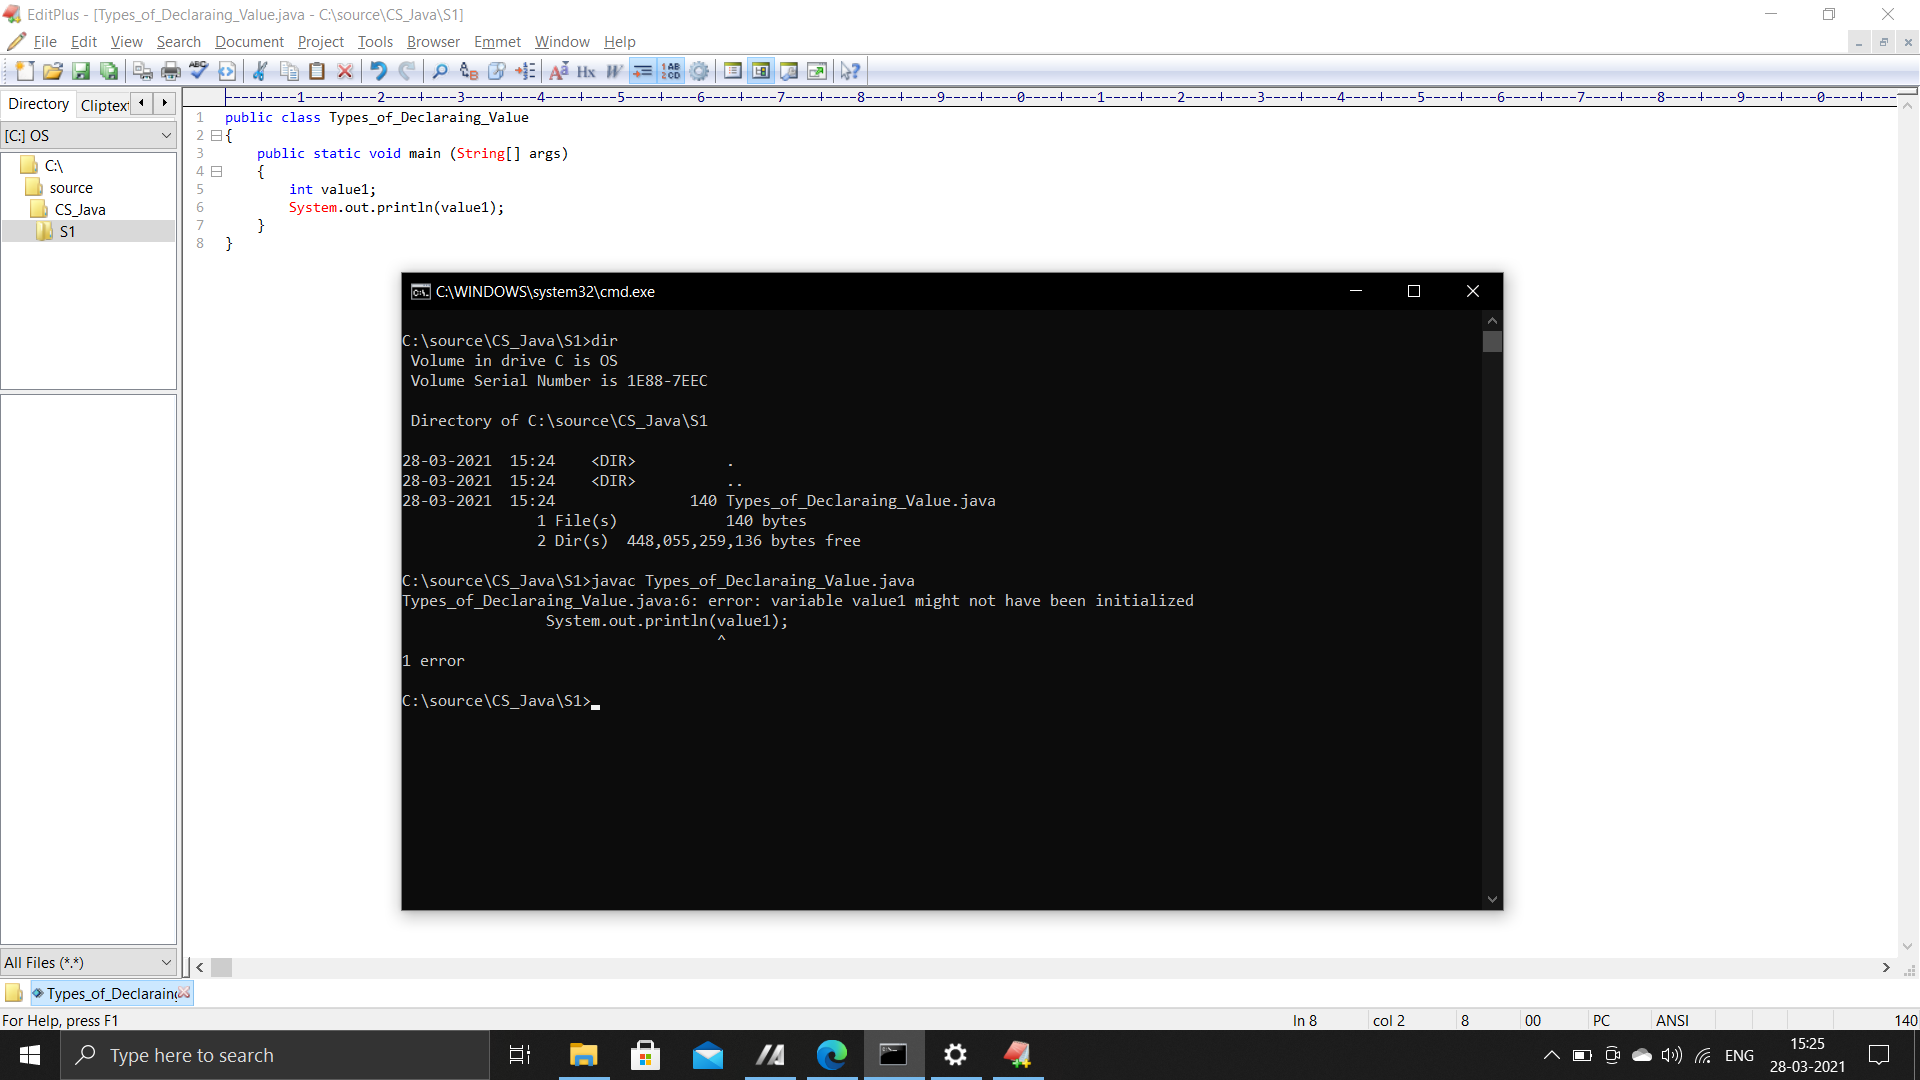 EditPlus - [Types_of_Declaraing_Value.java - C:\source\CS_Java\S1]
File Edit View Search Document Project Tools Browser Emmet Window Help
Directory Cliptext
----+----1----+----2----+----3----+----4----+----5----+----6----+----7----+----8----+----9----+----0----+----1----+----2----+----3----+----4----+----5----+----6----+----7----+----8----+----9----+----0----+---
[C:] OS
C:\
source
CS_Java
S1
1 public class Types_of_Declaraing_Value
2 {
3 public static void main (String[] args)
4 {
5 int value1;
6 System.out.println(value1);
7 }
8 }
C:\WINDOWS\system32\cmd.exe
C:\source\CS_Java\S1>dir
Volume in drive C is OS
Volume Serial Number is 1E88-7EEC
Directory of C:\source\CS_Java\S1
28-03-2021 15:24 <DIR> .
28-03-2021 15:24 <DIR> ..
28-03-2021 15:24 140 Types_of_Declaraing_Value.java
1 File(s) 140 bytes
2 Dir(s) 448,055,259,136 bytes free
C:\source\CS_Java\S1>javac Types_of_Declaraing_Value.java
Types_of_Declaraing_Value.java:6: error: variable value1 might not have been initialized
System.out.println(value1);
^
1 error
C:\source\CS_Java\S1>
All Files (*.*)
Types_of_Declaraing
For Help, press F1
ln 8 col 2 8 00 PC ANSI 140
Type here to search
ENG
15:25
28-03-2021